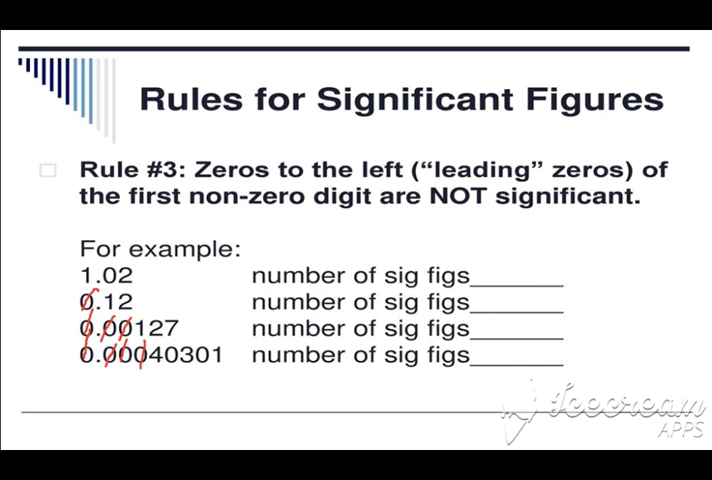 Rules for Significant Figures
Rule #3: Zeros to the left (“leading” zeros) of
the first non-zero digit are NOT significant.
For example:
1.02 number of sig figs_______
0.12 number of sig figs_______
0.00127 number of sig figs_______
0.00040301 number of sig figs_______
Icecream
APPS